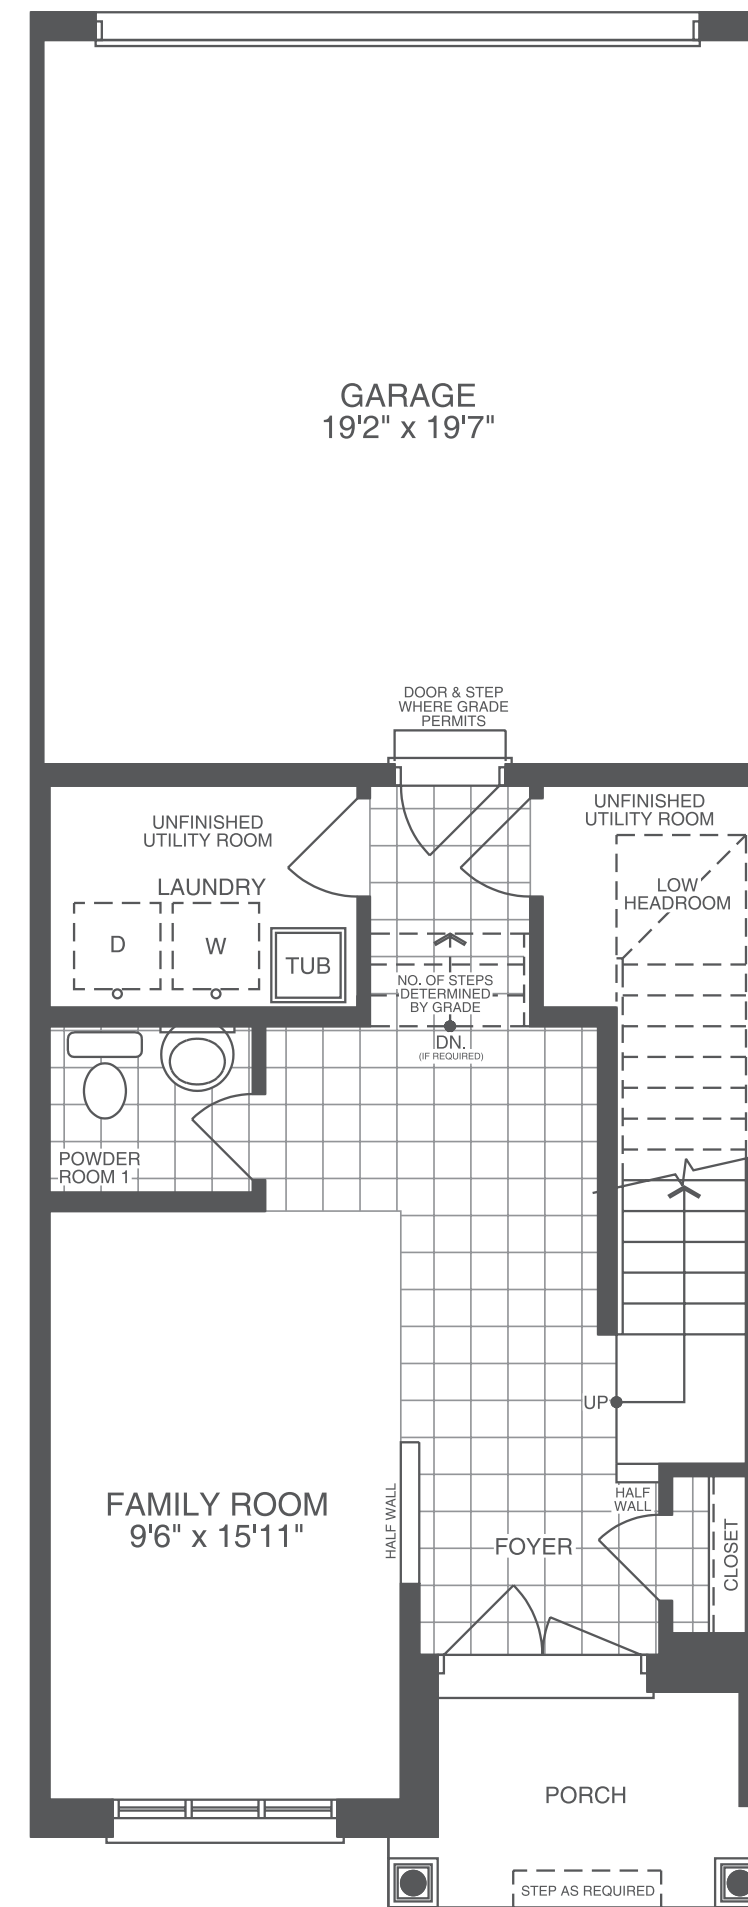 GARAGE
19'2" x 19'7"
DOOR & STEP
WHERE GRADE
PERMITS
UNFINISHED
UTILITY ROOM
LAUNDRY
D
W
TUB
UNFINISHED
UTILITY ROOM
LOW
HEADROOM
NO. OF STEPS
DETERMINED
BY GRADE
DN.
(IF REQUIRED)
POWDER
ROOM 1
UP
FAMILY ROOM
9'6" x 15'11"
HALF WALL
HALF
WALL
FOYER
CLOSET
PORCH
STEP AS REQUIRED